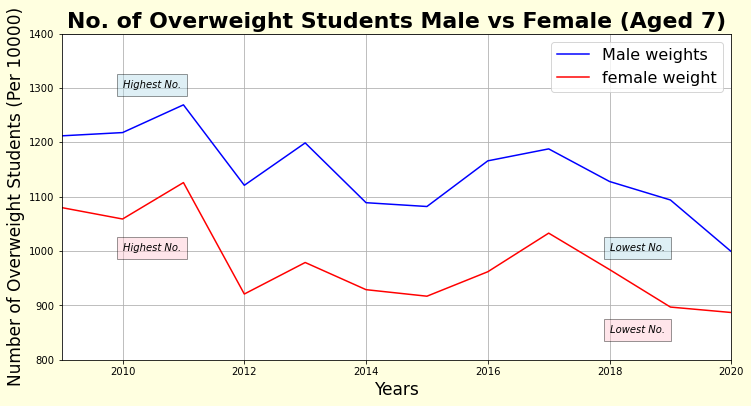 No. of Overweight Students Male vs Female (Aged 7)
Number of Overweight Students (Per 10000)
1400
1300
1200
1100
1000
900
800
Male weights
female weight
Highest No.
Highest No.
Lowest No.
Lowest No.
2010
2012
2014
2016
2018
2020
Years